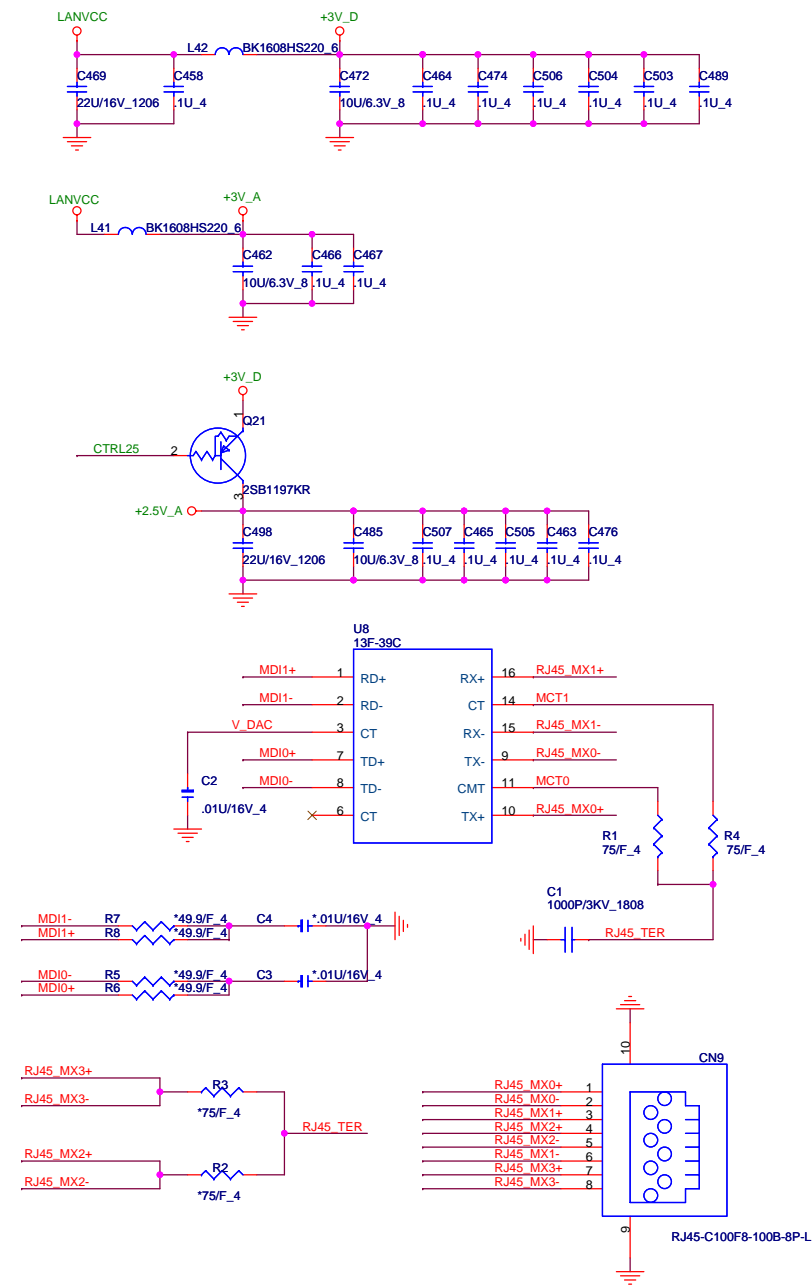 LANVCC
+3V_D
L42
BK1608HS220_6
C469
C458
C472
C464
C474
C506
C504
C503
C489
22U/16V_1206
.1U_4
10U/6.3V_8
.1U_4
.1U_4
.1U_4
.1U_4
.1U_4
.1U_4
LANVCC
+3V_A
L41
BK1608HS220_6
C462
C466
C467
10U/6.3V_8
.1U_4
.1U_4
+3V_D
1
Q21
CTRL25
2
3
2SB1197KR
+2.5V_A
C498
C485
C507
C465
C505
C463
C476
22U/16V_1206
10U/6.3V_8
.1U_4
.1U_4
.1U_4
.1U_4
.1U_4
U8
13F-39C
MDI1+ 1 RD+ RX+ 16 RJ45_MX1+
MDI1- 2 RD- CT 14 MCT1
V_DAC 3 CT RX- 15 RJ45_MX1-
MDI0+ 7 TD+ TX- 9 RJ45_MX0-
MDI0- 8 TD- CMT 11 MCT0
6 CT TX+ 10 RJ45_MX0+
C2
.01U/16V_4
R1
75/F_4
R4
75/F_4
C1
1000P/3KV_1808
RJ45_TER
MDI1- R7 *49.9/F_4 C4 *.01U/16V_4
MDI1+ R8 *49.9/F_4
MDI0- R5 *49.9/F_4 C3 *.01U/16V_4
MDI0+ R6 *49.9/F_4
RJ45_MX3+
RJ45_MX3-
R3
*75/F_4
RJ45_TER
RJ45_MX2+
RJ45_MX2-
R2
*75/F_4
10
CN9
RJ45_MX0+ 1
RJ45_MX0- 2
RJ45_MX1+ 3
RJ45_MX2+ 4
RJ45_MX2- 5
RJ45_MX1- 6
RJ45_MX3+ 7
RJ45_MX3- 8
9
RJ45-C100F8-100B-8P-L